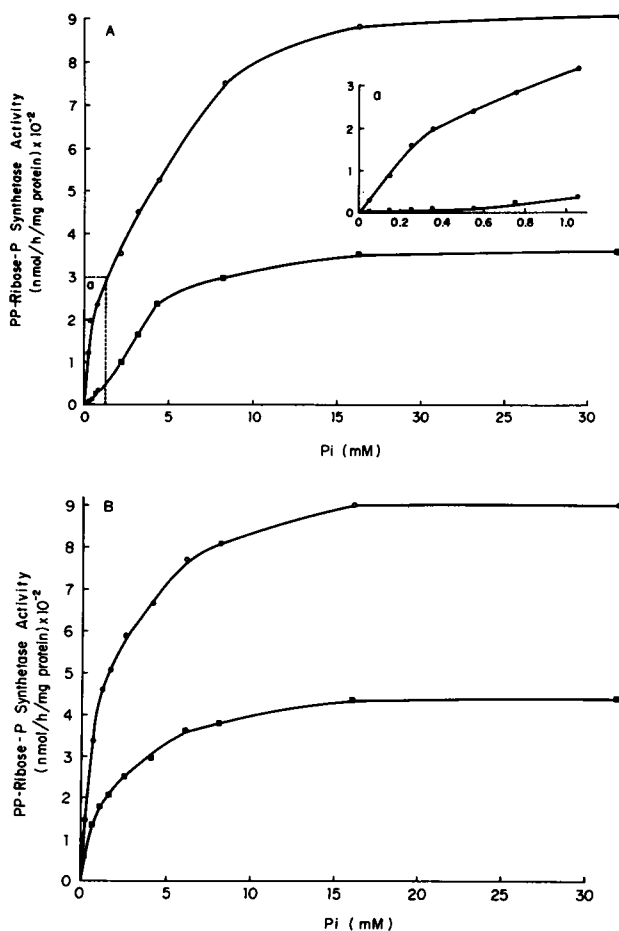 A
PP-Ribose-P Synthetase Activity
(nmol/h/mg protein) x 10⁻²
9
8
7
6
5
4
3
2
1
0
a
a
3
2
1
0
0.2 0.4 0.6 0.8 1.0
0 5 10 15 20 25 30
Pi (mM)
B
PP-Ribose-P Synthetase Activity
(nmol/h/mg protein) x 10⁻²
9
8
7
6
5
4
3
2
1
0
0 5 10 15 20 25 30
Pi (mM)